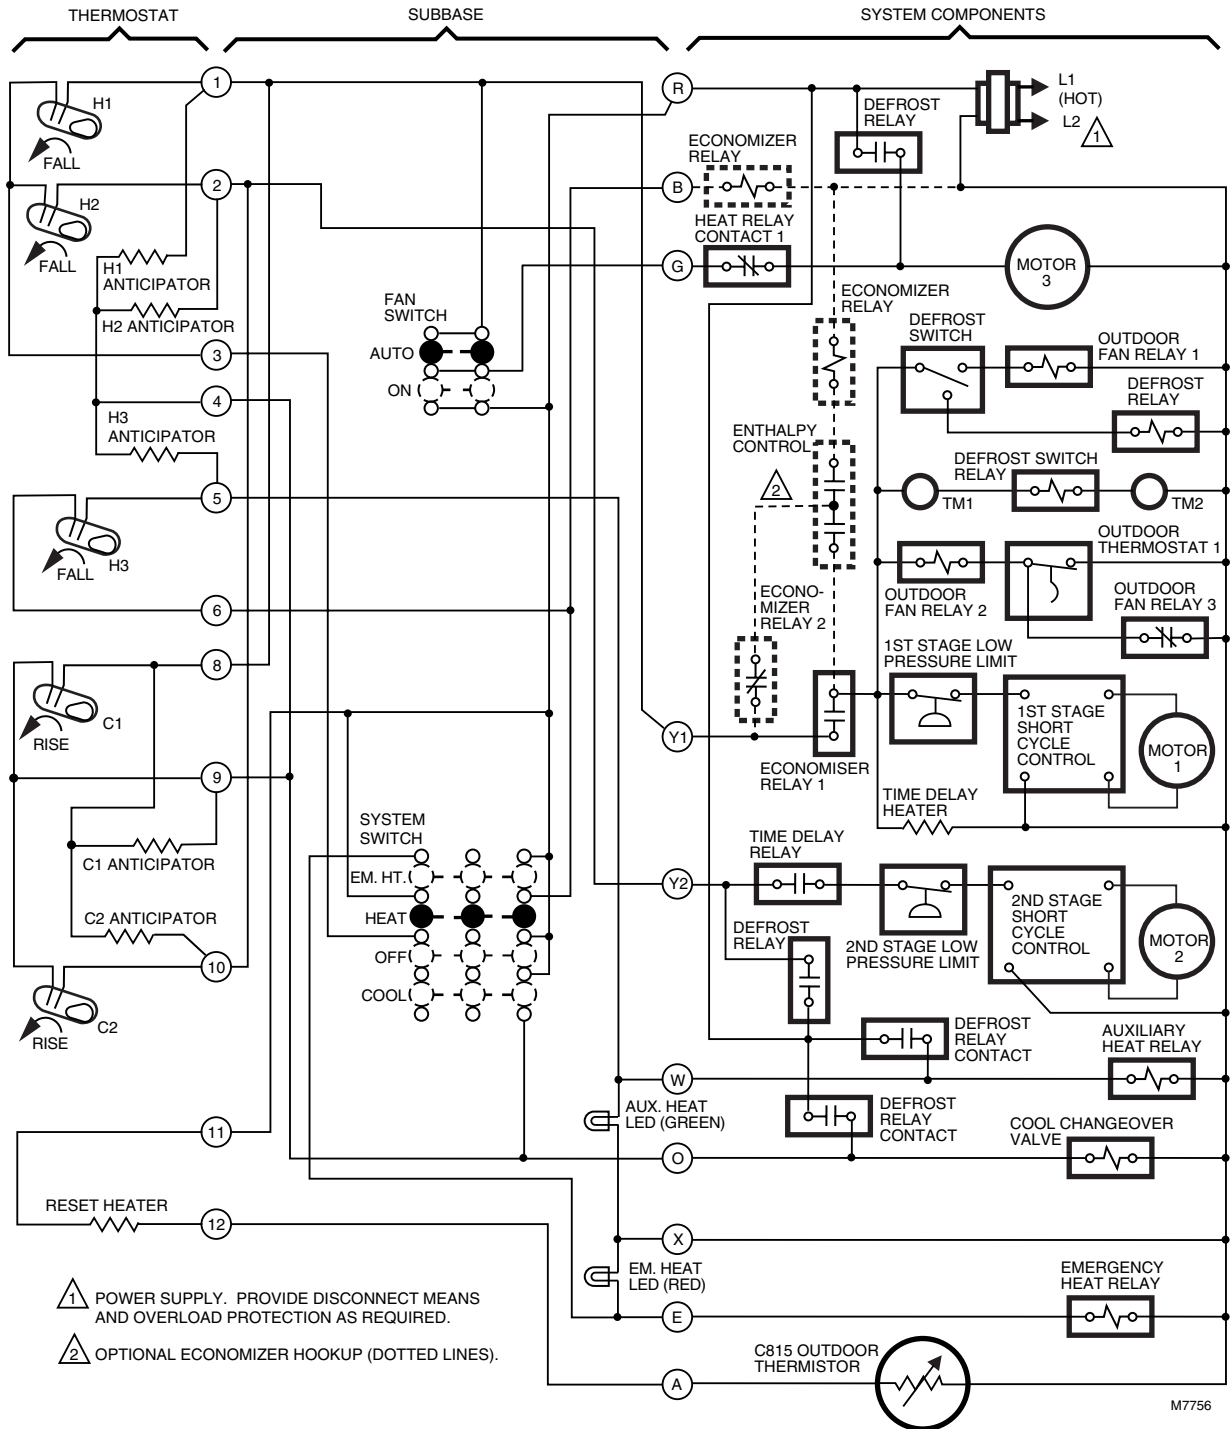 THERMOSTAT
SUBBASE
SYSTEM COMPONENTS
1
H1
FALL
2
H2
FALL
H1
ANTICIPATOR
H2 ANTICIPATOR
3
4
H3
ANTICIPATOR
5
H3
FALL
6
8
C1
RISE
9
C1 ANTICIPATOR
C2 ANTICIPATOR
10
C2
RISE
11
RESET HEATER
12
FAN
SWITCH
AUTO
ON
SYSTEM
SWITCH
EM. HT.
HEAT
OFF
COOL
AUX. HEAT
LED (GREEN)
EM. HEAT
LED (RED)
R
B
G
Y1
Y2
W
O
X
E
A
L1
(HOT)
L2
1
DEFROST
RELAY
ECONOMIZER
RELAY
HEAT RELAY
CONTACT 1
MOTOR
3
ECONOMIZER
RELAY
DEFROST
SWITCH
OUTDOOR
FAN RELAY 1
DEFROST
RELAY
ENTHALPY
CONTROL
2
DEFROST SWITCH
RELAY
TM1
TM2
OUTDOOR
THERMOSTAT 1
OUTDOOR
FAN RELAY 2
OUTDOOR
FAN RELAY 3
ECONO-
MIZER
RELAY 2
1ST STAGE LOW
PRESSURE LIMIT
1ST STAGE
SHORT
CYCLE
CONTROL
MOTOR
1
ECONOMISER
RELAY 1
TIME DELAY
HEATER
TIME DELAY
RELAY
2ND STAGE LOW
PRESSURE LIMIT
2ND STAGE
SHORT
CYCLE
CONTROL
MOTOR
2
DEFROST
RELAY
DEFROST
RELAY
CONTACT
AUXILIARY
HEAT RELAY
DEFROST
RELAY
CONTACT
COOL CHANGEOVER
VALVE
EMERGENCY
HEAT RELAY
C815 OUTDOOR
THERMISTOR
1 POWER SUPPLY. PROVIDE DISCONNECT MEANS
AND OVERLOAD PROTECTION AS REQUIRED.
2 OPTIONAL ECONOMIZER HOOKUP (DOTTED LINES).
M7756